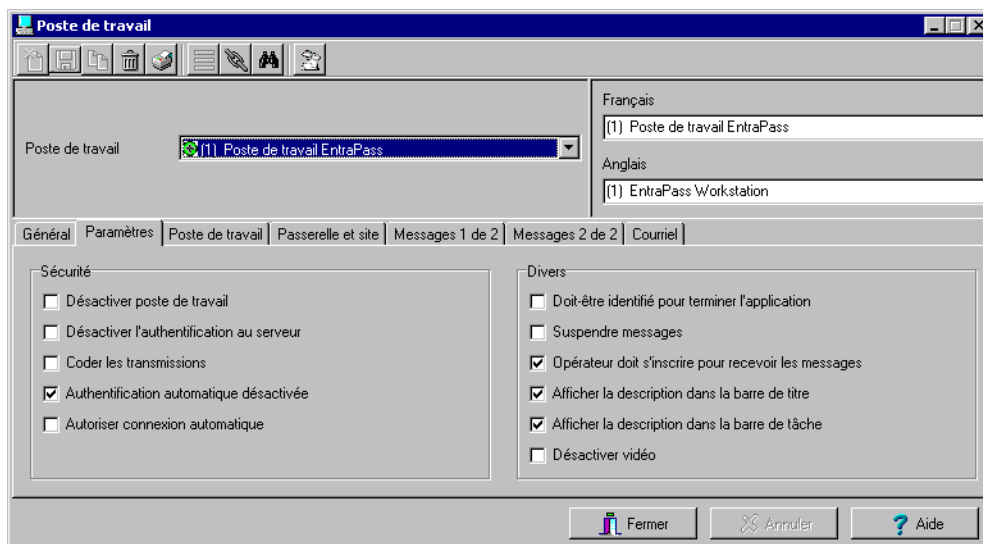 Poste de travail
Français
(1) Poste de travail EntraPass
Poste de travail
(1) Poste de travail EntraPass
Anglais
(1) EntraPass Workstation
Général Paramètres Poste de travail Passerelle et site Messages 1 de 2 Messages 2 de 2 Courriel
Sécurité
Désactiver poste de travail
Désactiver l'authentification au serveur
Coder les transmissions
Authentification automatique désactivée
Autoriser connexion automatique
Divers
Doit-être identifié pour terminer l'application
Suspendre messages
Opérateur doit s'inscrire pour recevoir les messages
Afficher la description dans la barre de titre
Afficher la description dans la barre de tâche
Désactiver vidéo
Fermer Annuler Aide